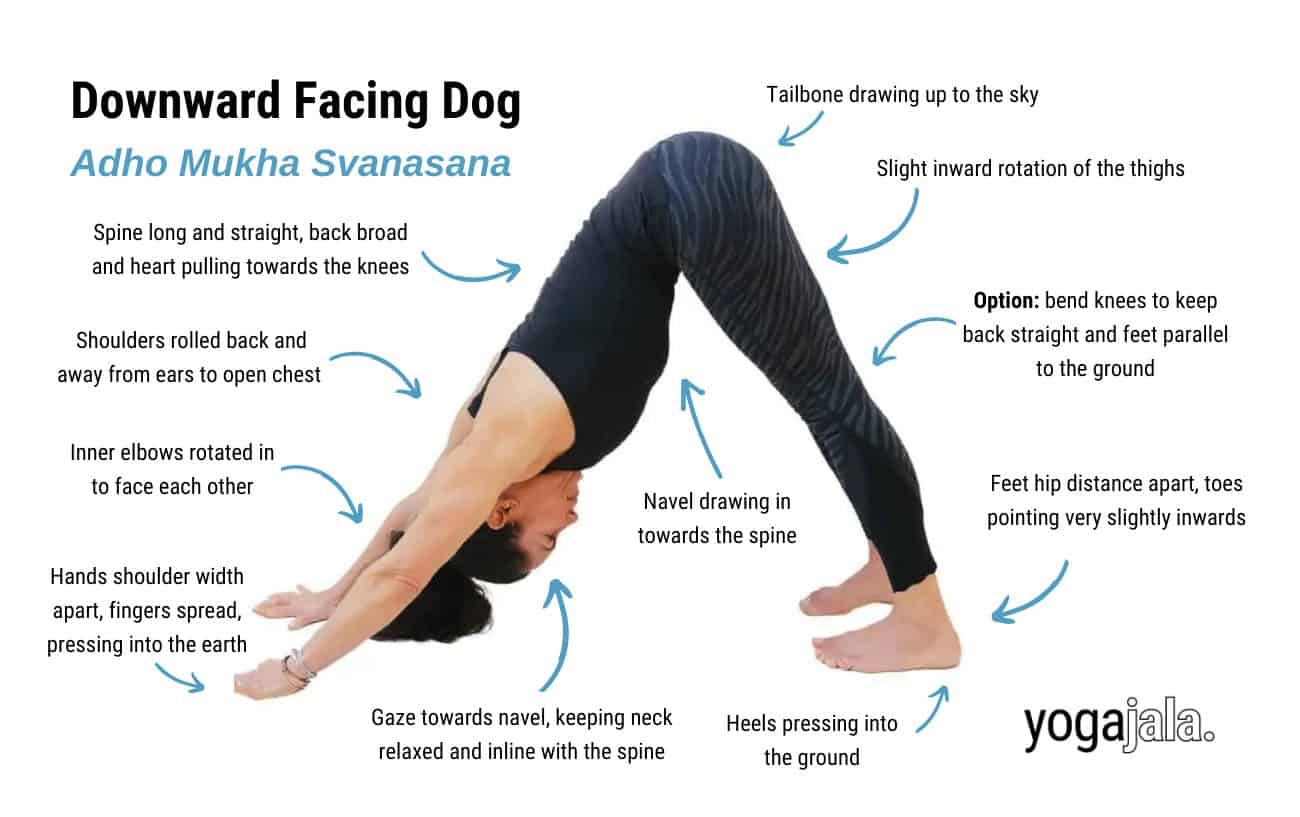 Downward Facing Dog
Adho Mukha Svanasana
Tailbone drawing up to the sky
Slight inward rotation of the thighs
Spine long and straight, back broad
and heart pulling towards the knees
Option: bend knees to keep
back straight and feet parallel
to the ground
Shoulders rolled back and
away from ears to open chest
Inner elbows rotated in
to face each other
Navel drawing in
towards the spine
Feet hip distance apart, toes
pointing very slightly inwards
Hands shoulder width
apart, fingers spread,
pressing into the earth
Gaze towards navel, keeping neck
relaxed and inline with the spine
Heels pressing into
the ground
yogajala.